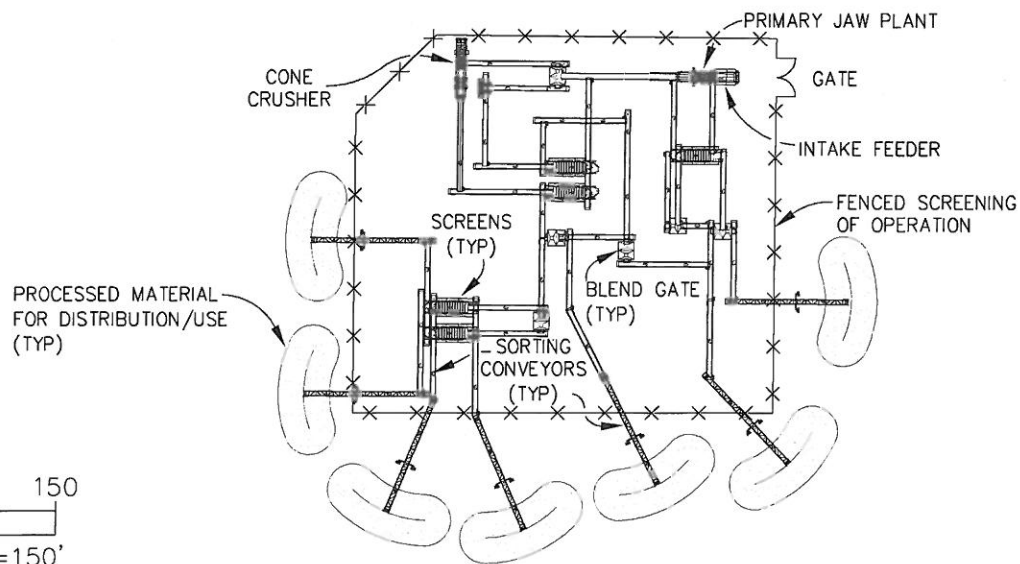 PRIMARY JAW PLANT
CONE
CRUSHER
GATE
INTAKE FEEDER
FENCED SCREENING
OF OPERATION
SCREENS
(TYP)
PROCESSED MATERIAL
FOR DISTRIBUTION/USE
(TYP)
BLEND GATE
(TYP)
SORTING
CONVEYORS
(TYP)
150
=150'